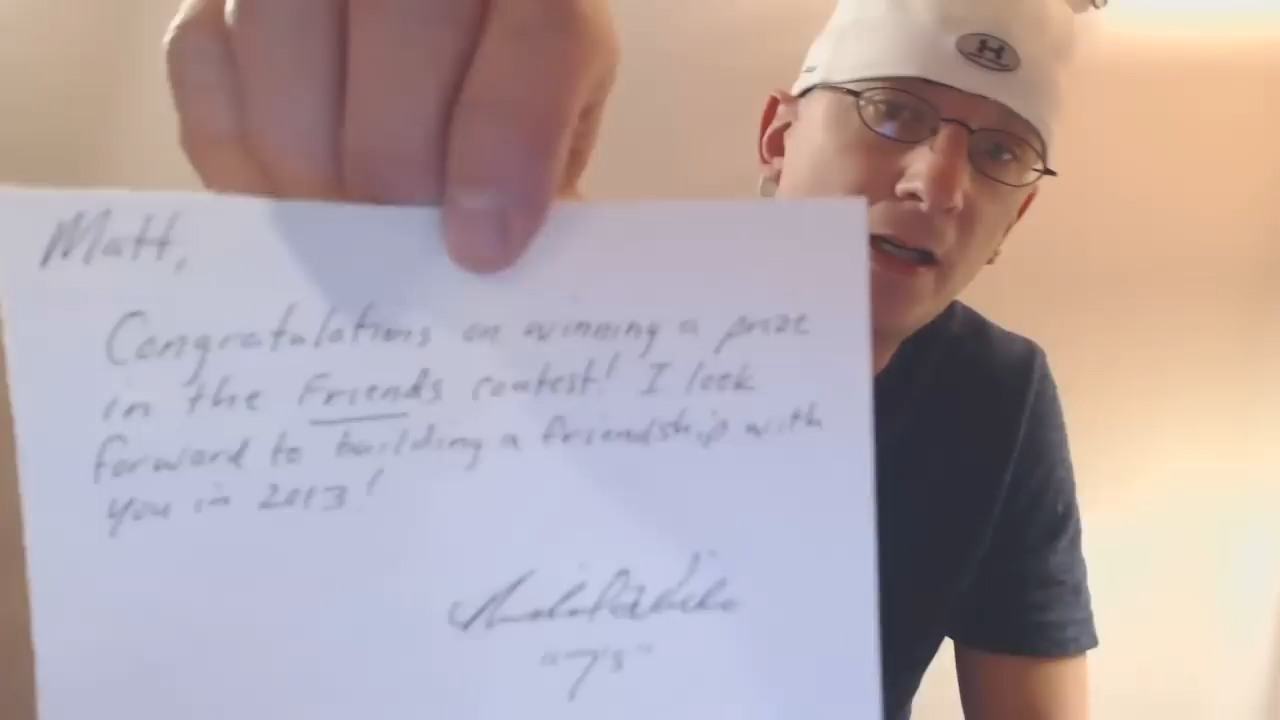 Matt,
Congratulations on winning a prize
in the Friends contest! I look
forward to building a friendship with
you in 2013!
"7's"